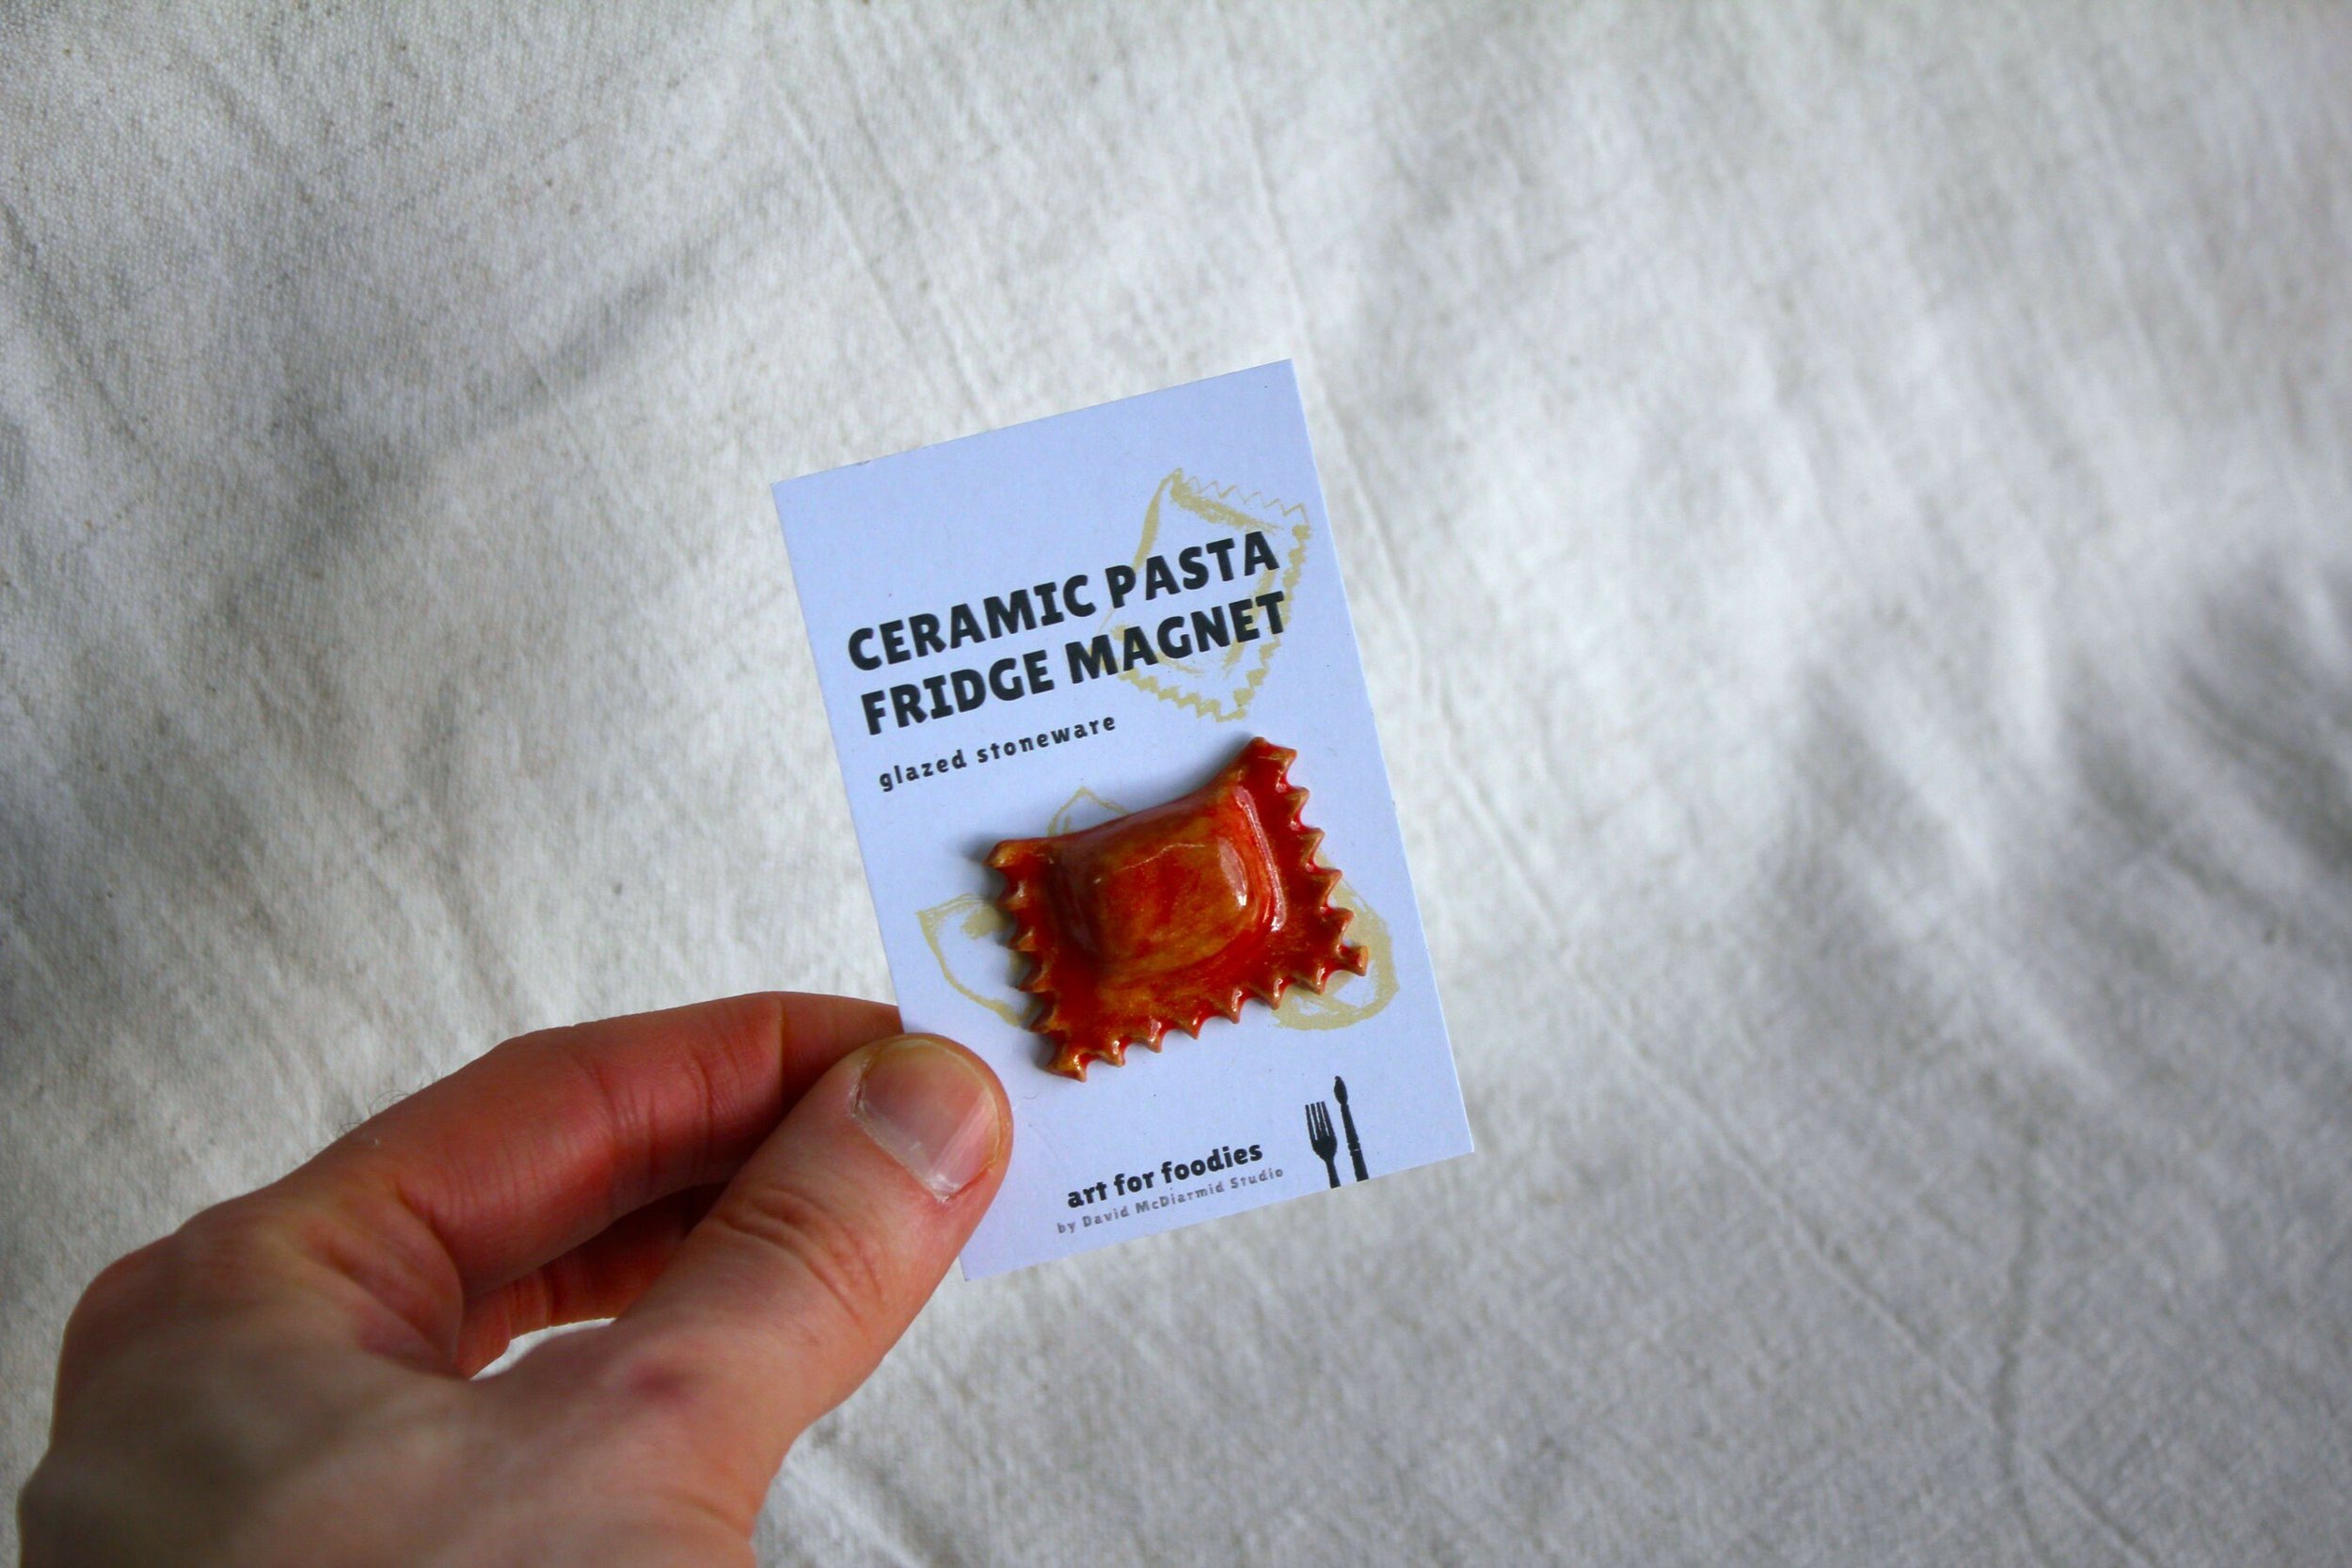 CERAMIC PASTA
FRIDGE MAGNET
glazed stoneware
art for foodies
by David McDiarmid Studio